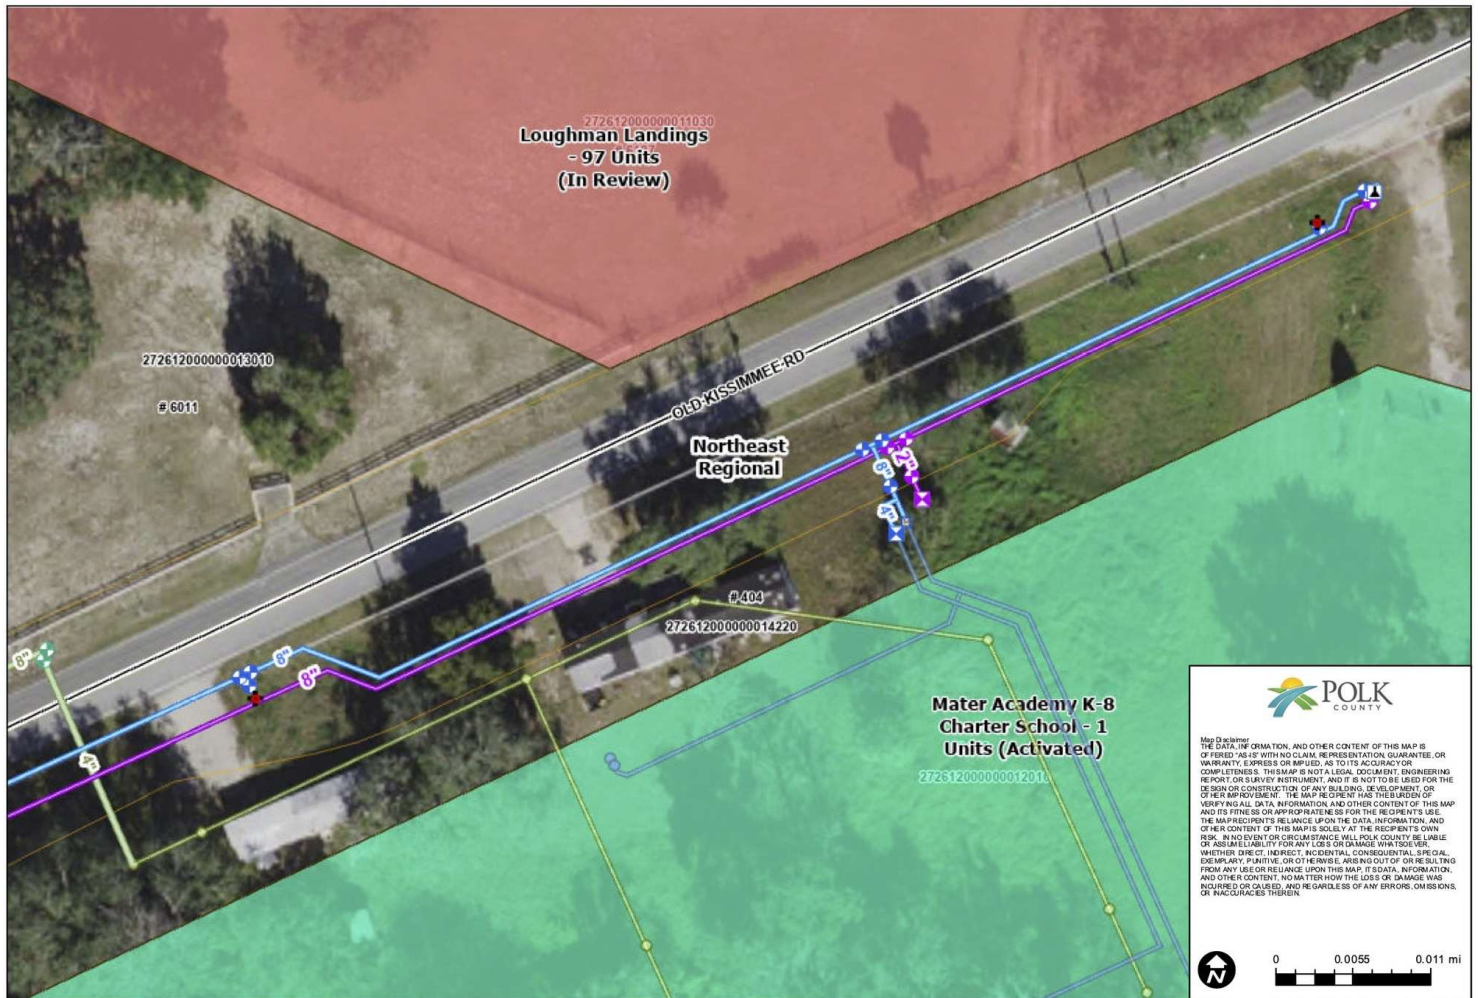 272612000000011030
Loughman Landings
- 97 Units
(In Review)
272612000000013010
# 6011
OLD-KISSIMMEE-RD
Northeast
Regional
8"
2"
4"
# 404
272612000000014220
8"
8"
8"
4"
Mater Academy K-8
Charter School - 1
Units (Activated)
272612000000012010
POLK
COUNTY
Map Disclaimer
THE DATA, INFORMATION, AND OTHER CONTENT OF THIS MAP IS
OFFERED "AS-IS" WITH NO CLAIM, REPRESENTATION, GUARANTEE, OR
WARRANTY, EXPRESS OR IMPLIED, AS TO ITS ACCURACY OR
COMPLETENESS. THIS MAP IS NOT A LEGAL DOCUMENT, ENGINEERING
REPORT, OR SURVEY INSTRUMENT, AND IT IS NOT TO BE USED FOR THE
DESIGN OR CONSTRUCTION OF ANY BUILDING, DEVELOPMENT, OR
OTHER IMPROVEMENT. THE MAP RECIPIENT HAS THE BURDEN OF
VERIFYING ALL DATA, INFORMATION, AND OTHER CONTENT OF THIS MAP
AND ITS FITNESS OR APPROPRIATENESS FOR THE RECIPIENT'S USE.
THE MAP RECIPIENT'S RELIANCE UPON THE DATA, INFORMATION, AND
OTHER CONTENT OF THIS MAP IS SOLELY AT THE RECIPIENT'S OWN
RISK. IN NO EVENT OR CIRCUMSTANCE WILL POLK COUNTY BE LIABLE
OR ASSUME LIABILITY FOR ANY LOSS OR DAMAGE WHATSOEVER,
WHETHER DIRECT, INDIRECT, INCIDENTAL, CONSEQUENTIAL, SPECIAL,
EXEMPLARY, PUNITIVE, OR OTHERWISE, ARISING OUT OF OR RESULTING
FROM ANY USE OR RELIANCE UPON THIS MAP, ITS DATA, INFORMATION,
AND OTHER CONTENT, NO MATTER HOW THE LOSS OR DAMAGE WAS
INCURRED OR CAUSED, AND REGARDLESS OF ANY ERRORS, OMISSIONS,
OR INACCURACIES THEREIN.
N
0 0.0055 0.011 mi